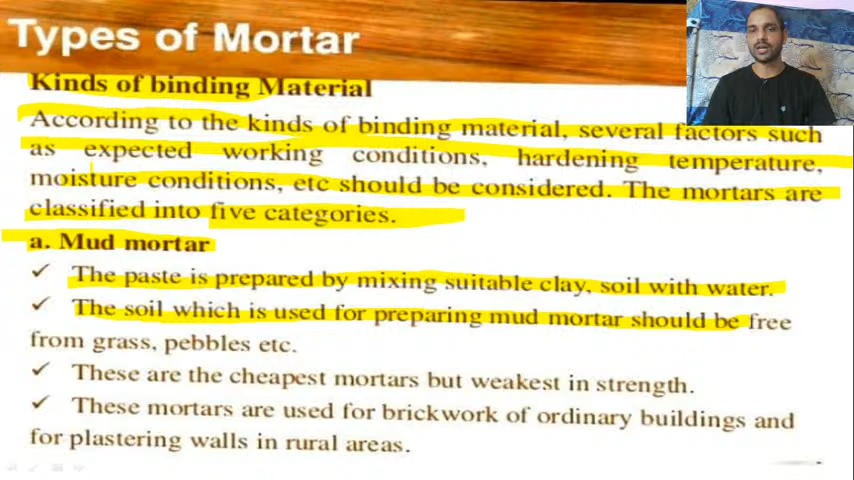 Types of Mortar
Kinds of binding Material
According to the kinds of binding material, several factors such
as expected working conditions, hardening temperature,
moisture conditions, etc should be considered. The mortars are
classified into five categories.
a. Mud mortar
✓ The paste is prepared by mixing suitable clay, soil with water.
✓ The soil which is used for preparing mud mortar should be free
from grass, pebbles etc.
✓ These are the cheapest mortars but weakest in strength.
✓ These mortars are used for brickwork of ordinary buildings and
for plastering walls in rural areas.